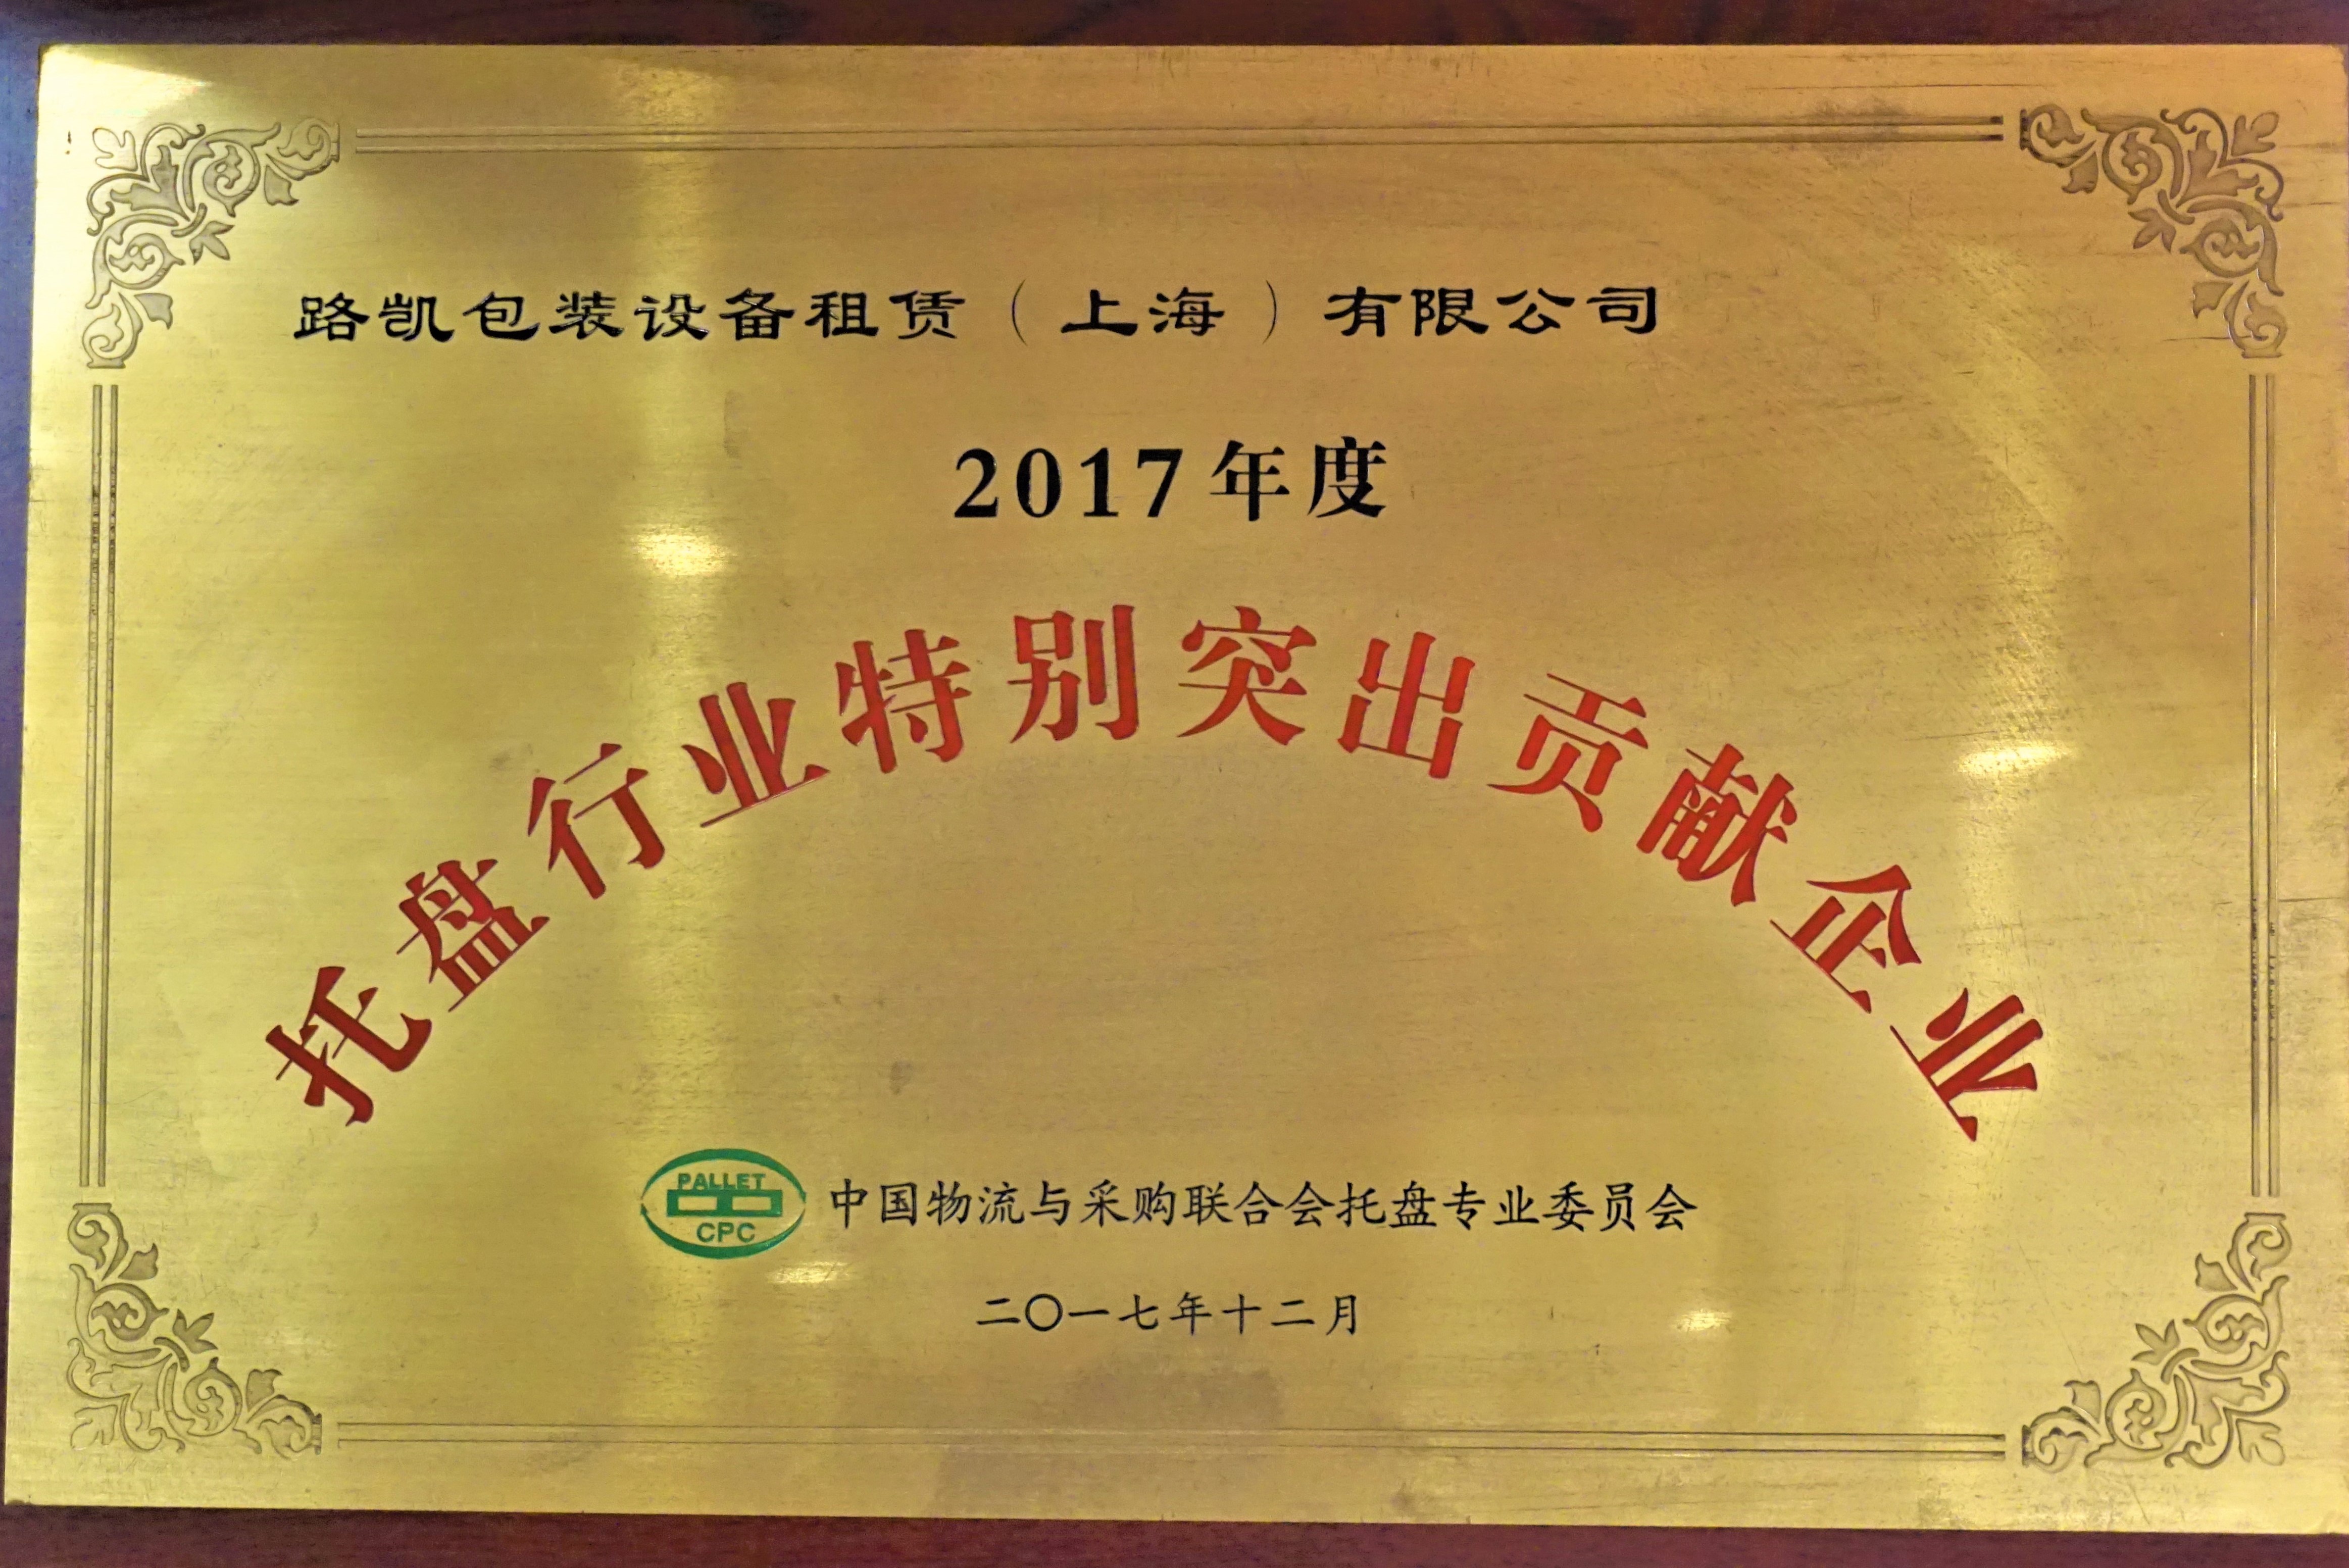 路凯包装设备租赁（上海）有限公司
2017年度
托盘行业特别突出贡献企业
PALLET
CPC
中国物流与采购联合会托盘专业委员会
二〇一七年十二月